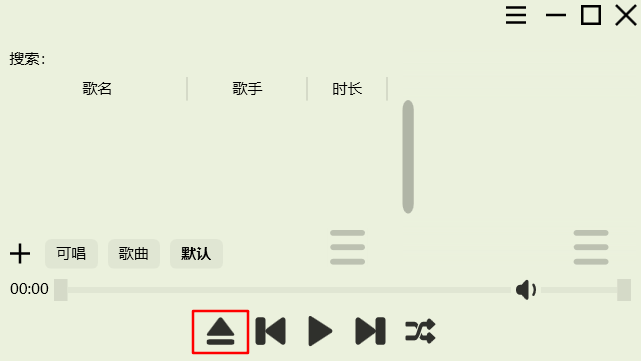 搜索:
歌名 歌手 时长
可唱 歌曲 默认
00:00